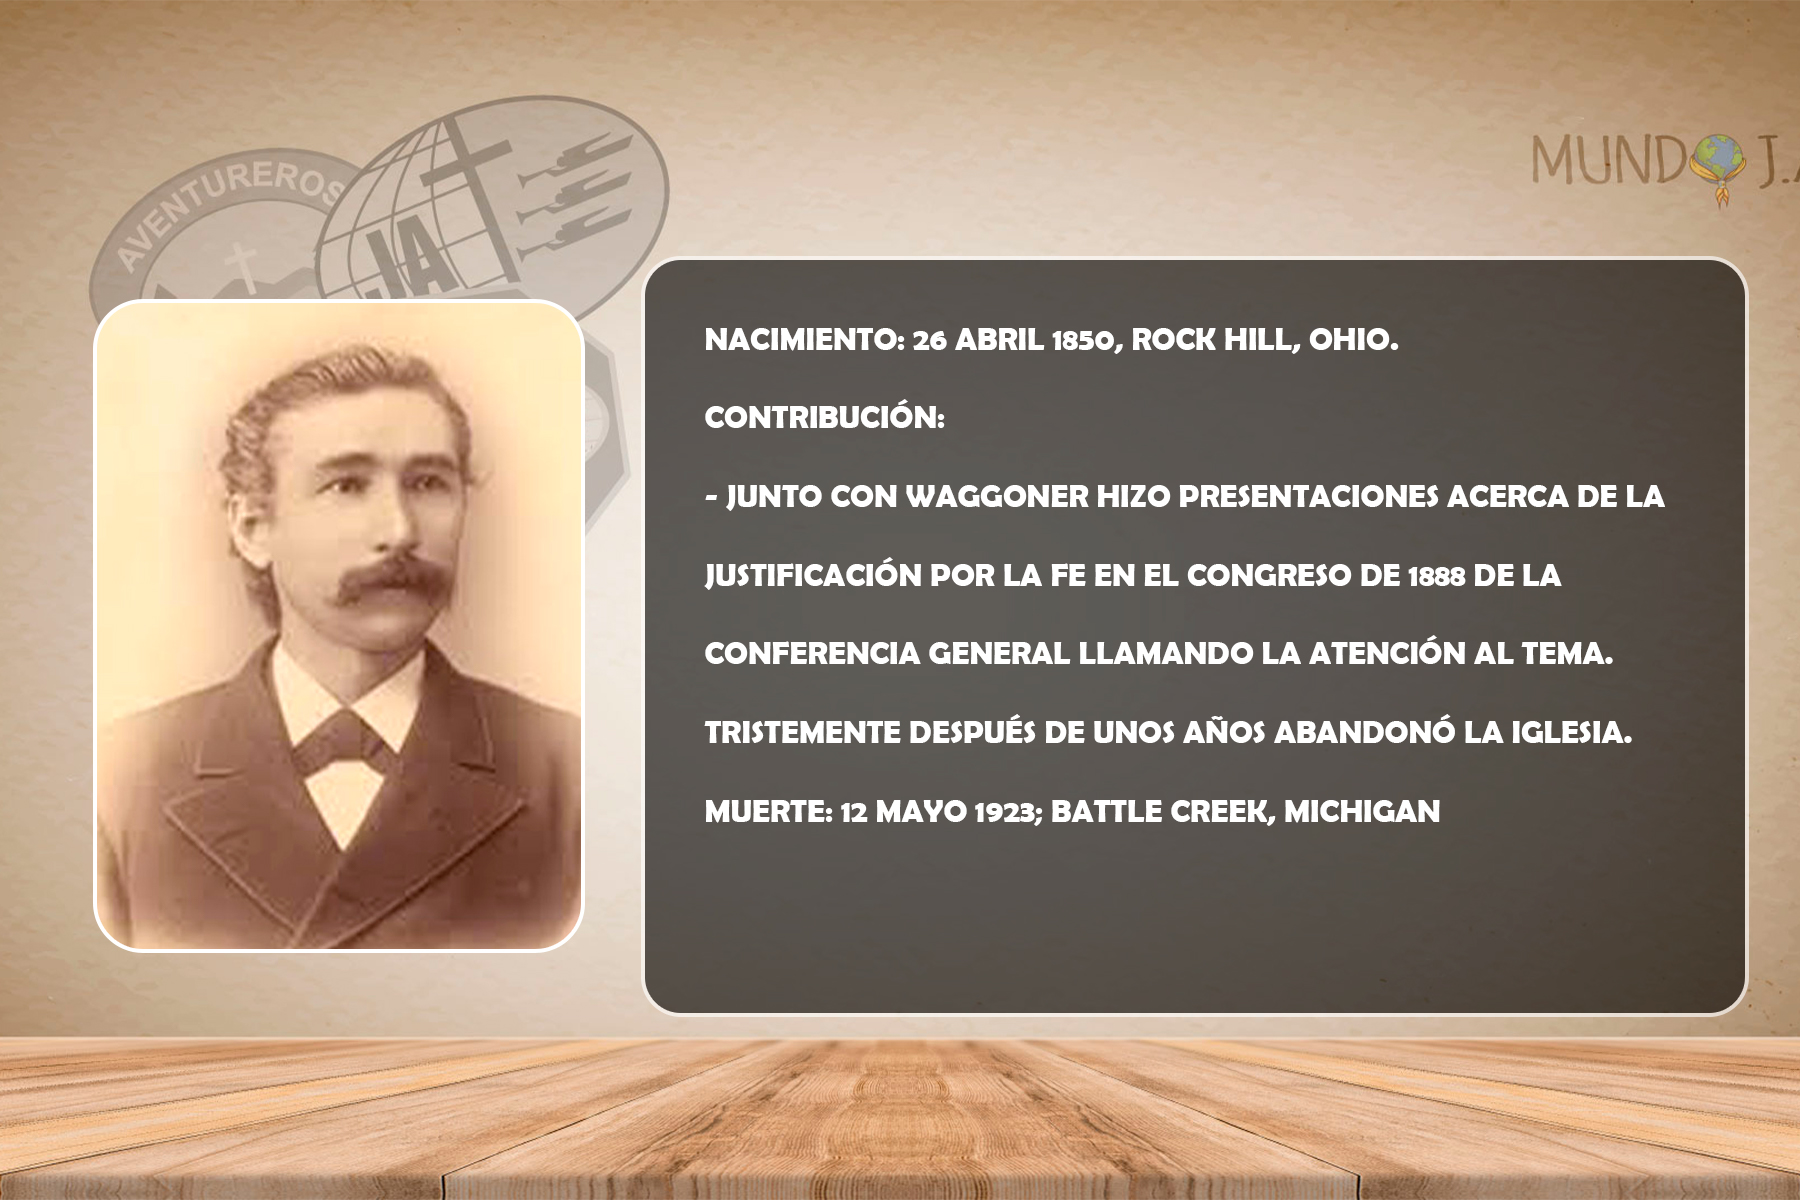 AVENTUREROS
JA
MUNDO J.A
NACIMIENTO: 26 ABRIL 1850, ROCK HILL, OHIO.
CONTRIBUCIÓN:
- JUNTO CON WAGGONER HIZO PRESENTACIONES ACERCA DE LA
JUSTIFICACIÓN POR LA FE EN EL CONGRESO DE 1888 DE LA
CONFERENCIA GENERAL LLAMANDO LA ATENCIÓN AL TEMA.
TRISTEMENTE DESPUÉS DE UNOS AÑOS ABANDONÓ LA IGLESIA.
MUERTE: 12 MAYO 1923; BATTLE CREEK, MICHIGAN